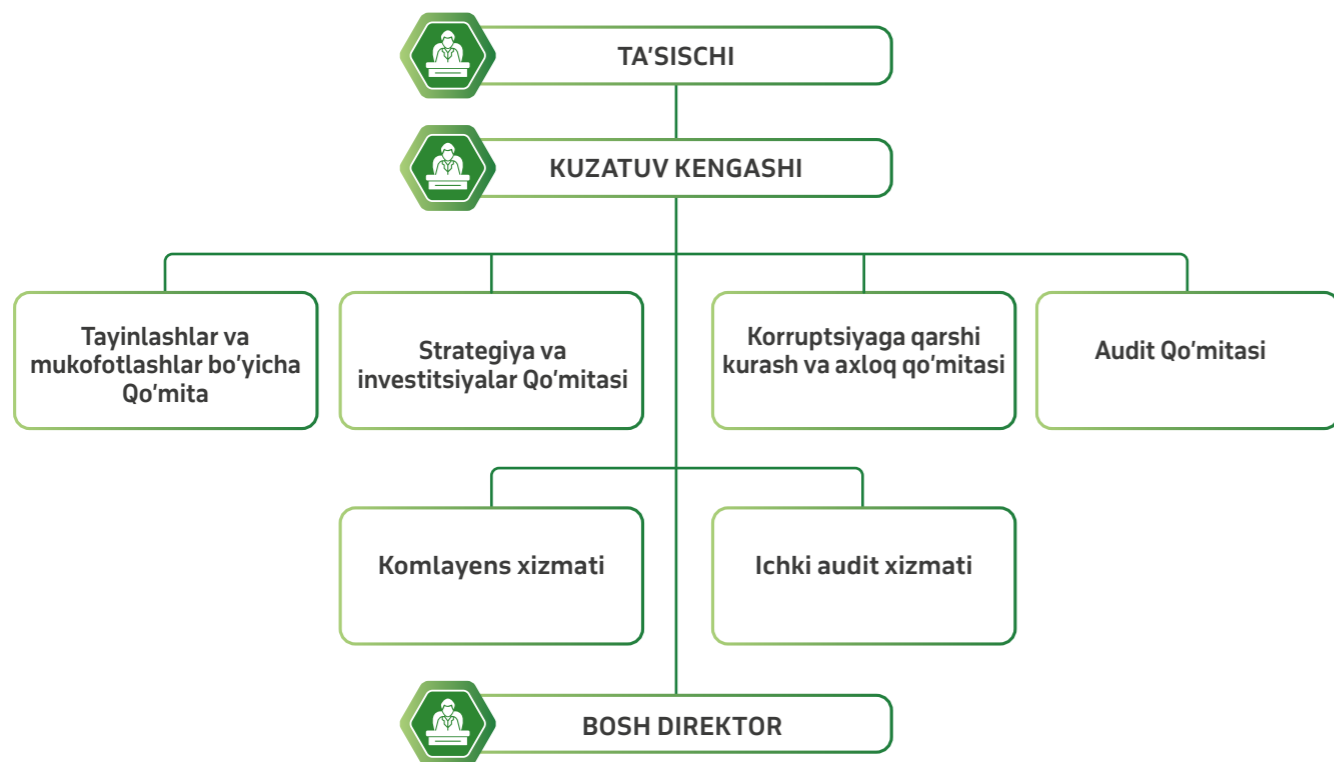 TA'SISCHI
KUZATUV KENGASHI
Tayinlashlar va
mukofotlashlar bo'yicha
Qo'mita
Strategiya va
investitsiyalar Qo'mitasi
Korruptsiyaga qarshi
kurash va axloq qo'mitasi
Audit Qo'mitasi
Komlayens xizmati
Ichki audit xizmati
BOSH DIREKTOR